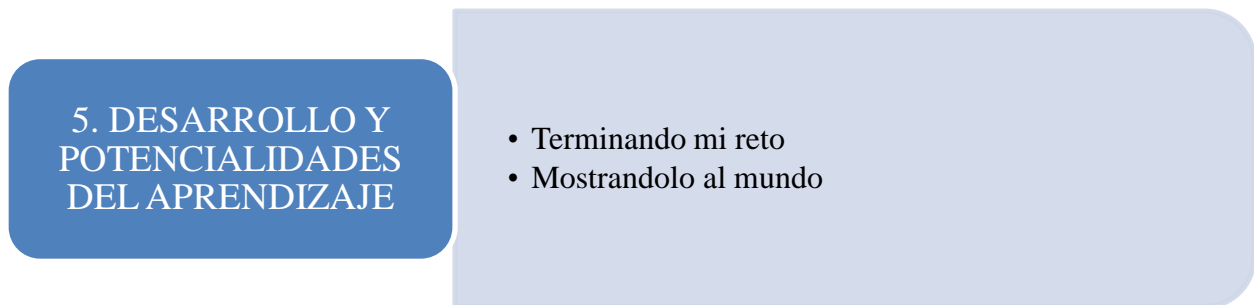 5. DESARROLLO Y
POTENCIALIDADES
DEL APRENDIZAJE
• Terminando mi reto
• Mostrandolo al mundo